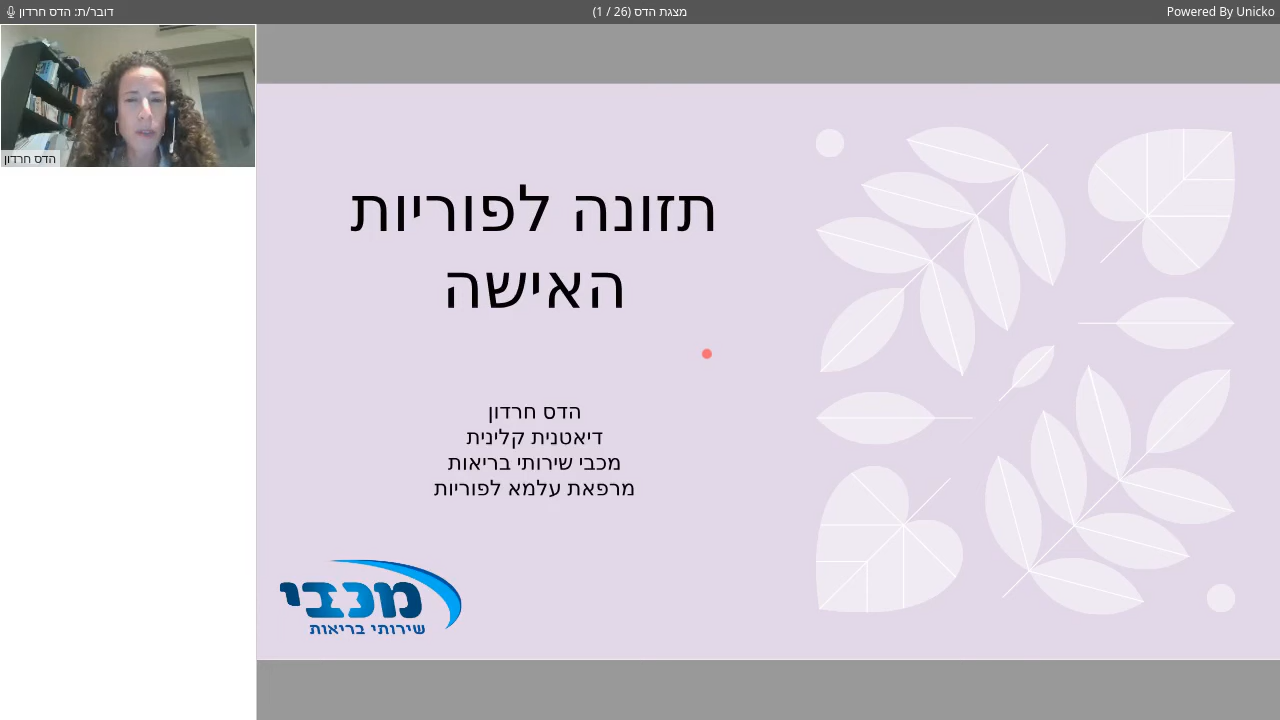 דובר/ת: הדס חרדון
מצגת הדס (26 / 1)
Powered By Unicko
הדס חרדון
תזונה לפוריות
האישה
הדס חרדון
דיאטנית קלינית
מכבי שירותי בריאות
מרפאת עלמא לפוריות
מכבי
שירותי בריאות